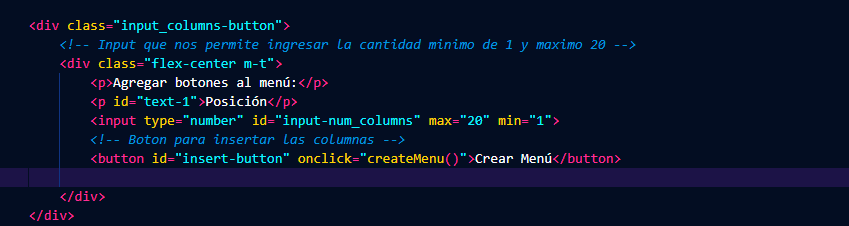 <div class="input_columns-button">
<!-- Input que nos permite ingresar la cantidad minimo de 1 y maximo 20 -->
<div class="flex-center m-t">
<p>Agregar botones al menú:</p>
<p id="text-1">Posición</p>
<input type="number" id="input-num_columns" max="20" min="1">
<!-- Boton para insertar las columnas -->
<button id="insert-button" onclick="createMenu()">Crear Menú</button>
</div>
</div>